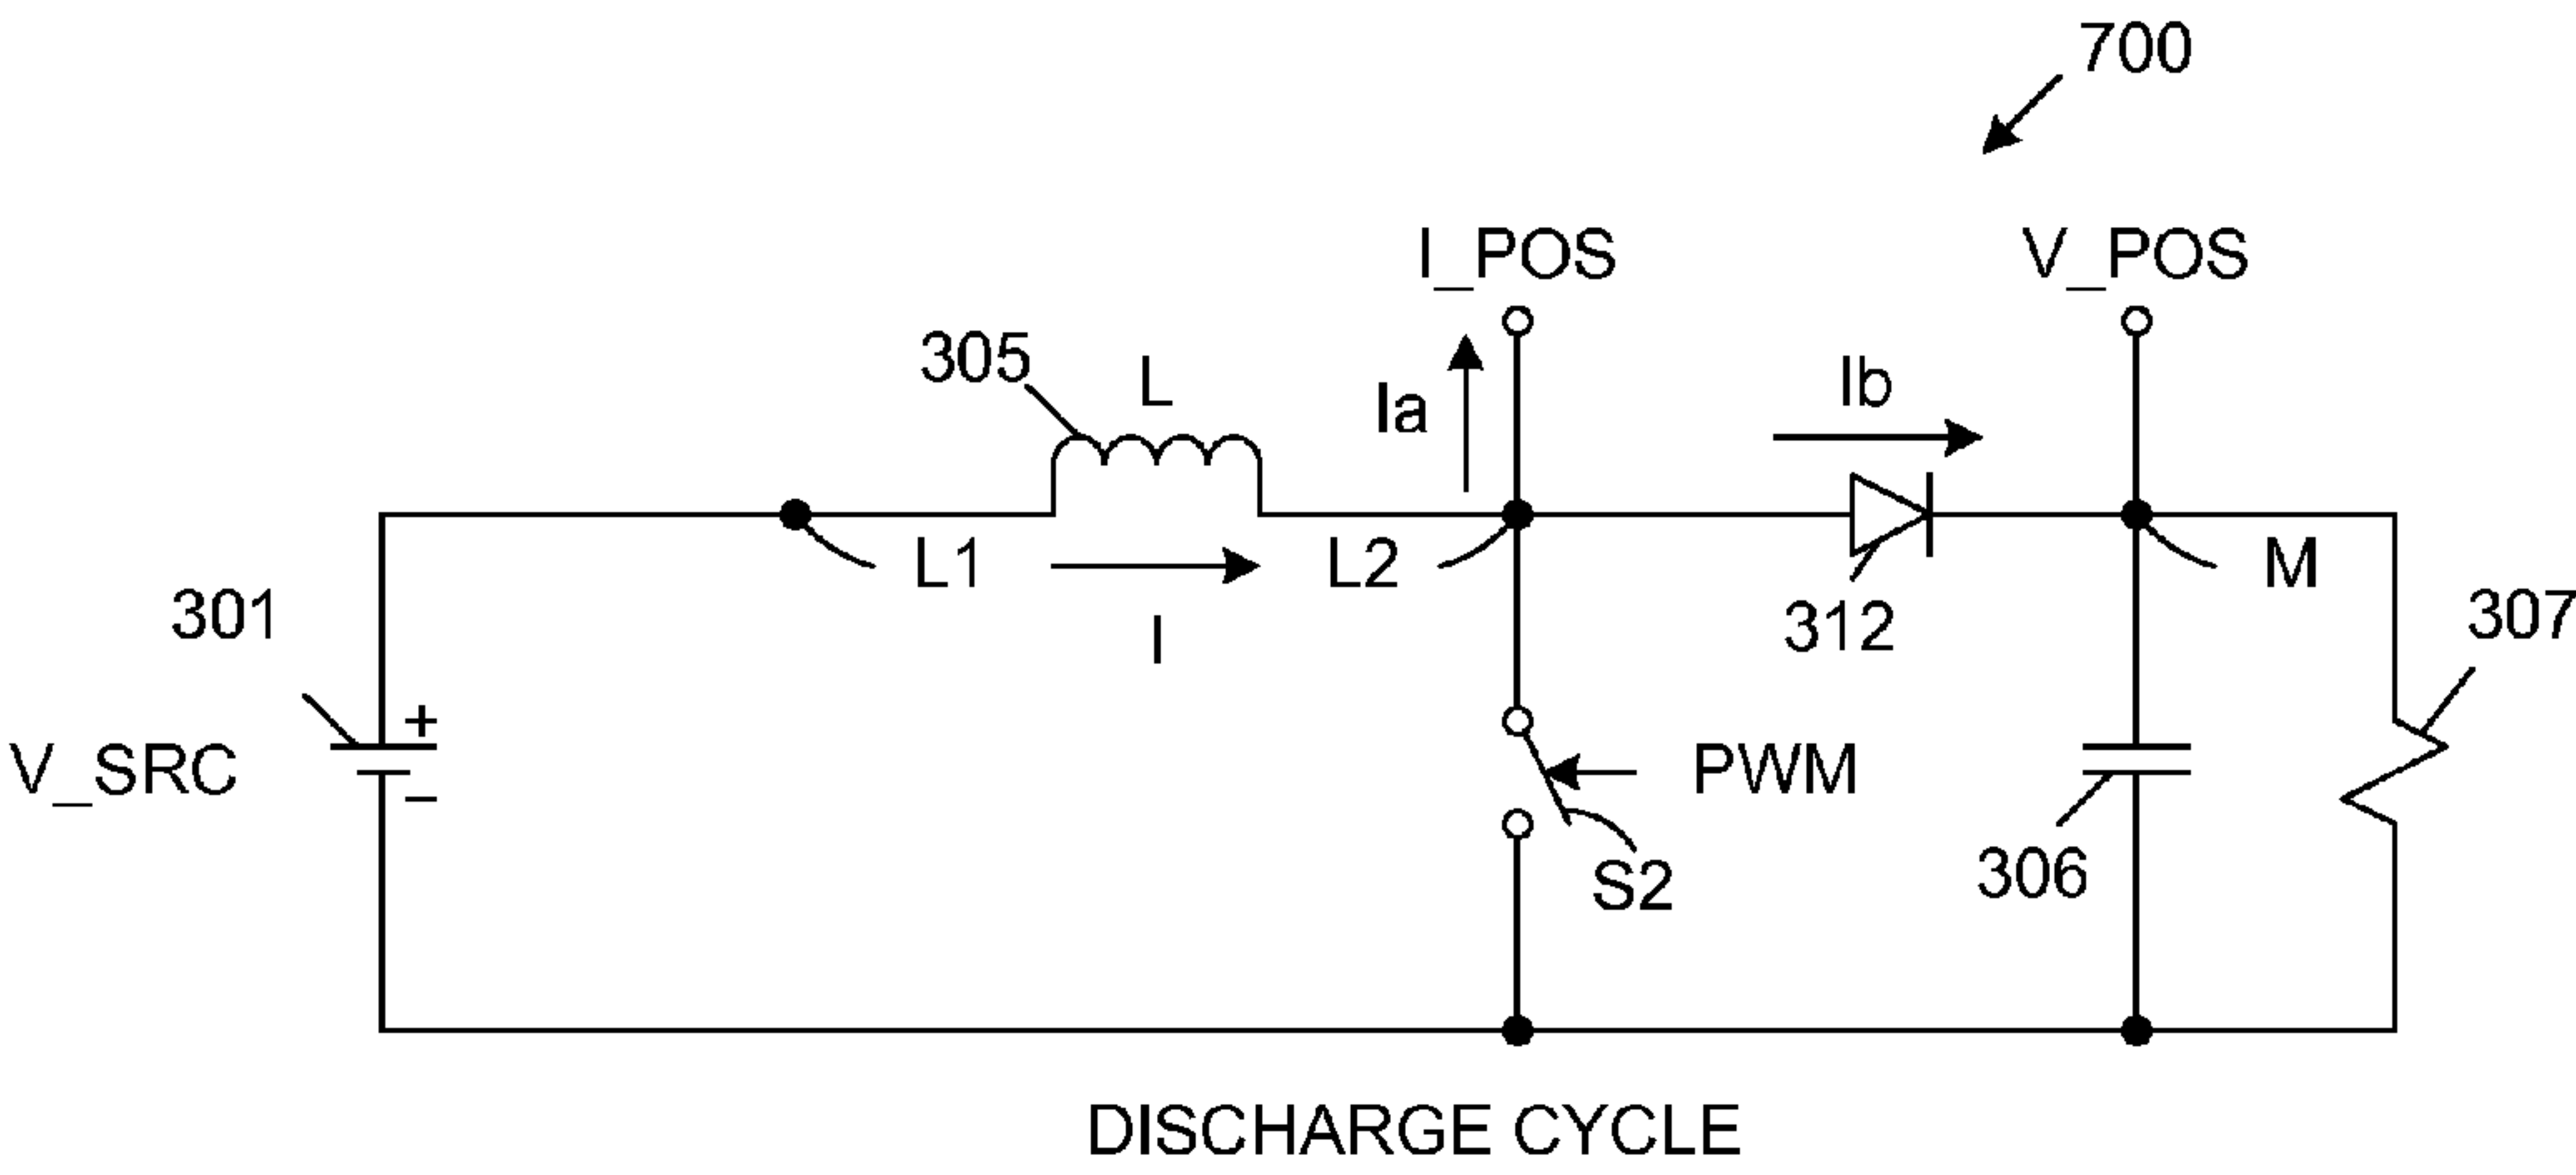 700
I_POS
V_POS
305
L
Ia
Ib
L1
L2
M
301
I
312
307
+
V_SRC
PWM
−
306
S2
DISCHARGE CYCLE